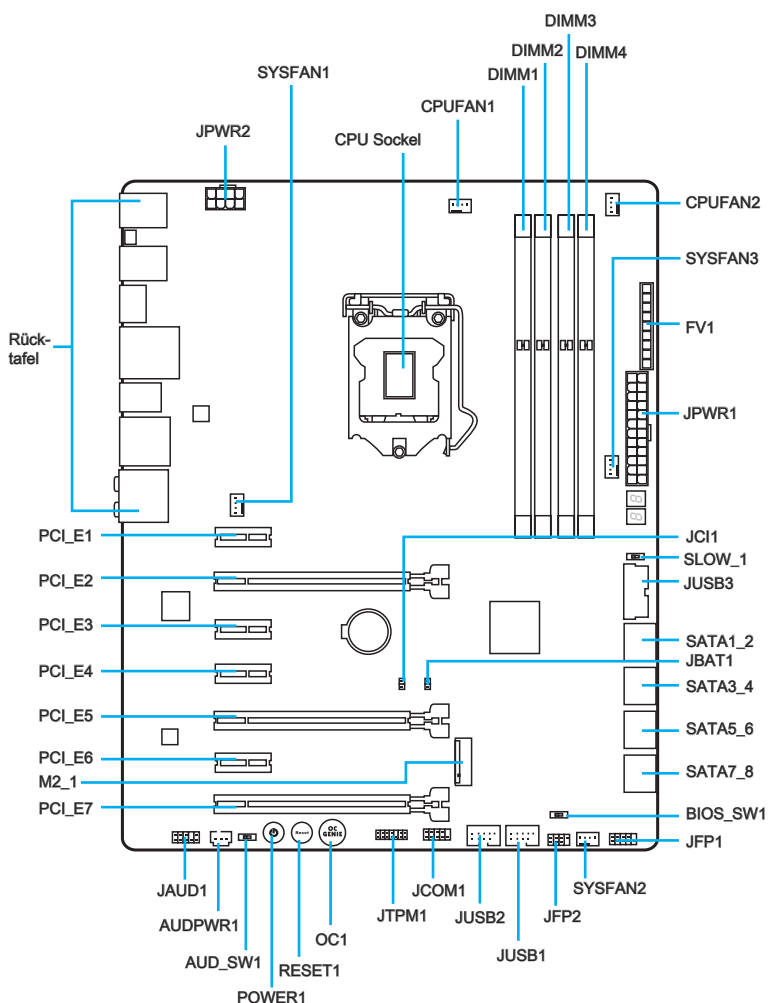 DIMM3
DIMM2
DIMM1
DIMM4
SYSFAN1
CPUFAN1
JPWR2
CPU Sockel
CPUFAN2
SYSFAN3
FV1
Rück-
tafel
JPWR1
PCI_E1
JCI1
SLOW_1
PCI_E2
JUSB3
PCI_E3
SATA1_2
JBAT1
PCI_E4
SATA3_4
PCI_E5
SATA5_6
PCI_E6
M2_1
SATA7_8
PCI_E7
BIOS_SW1
Reset
OC
GENIE
JFP1
JAUD1
JCOM1
SYSFAN2
AUDPWR1
JTPM1
JUSB2
JFP2
OC1
JUSB1
AUD_SW1
RESET1
POWER1